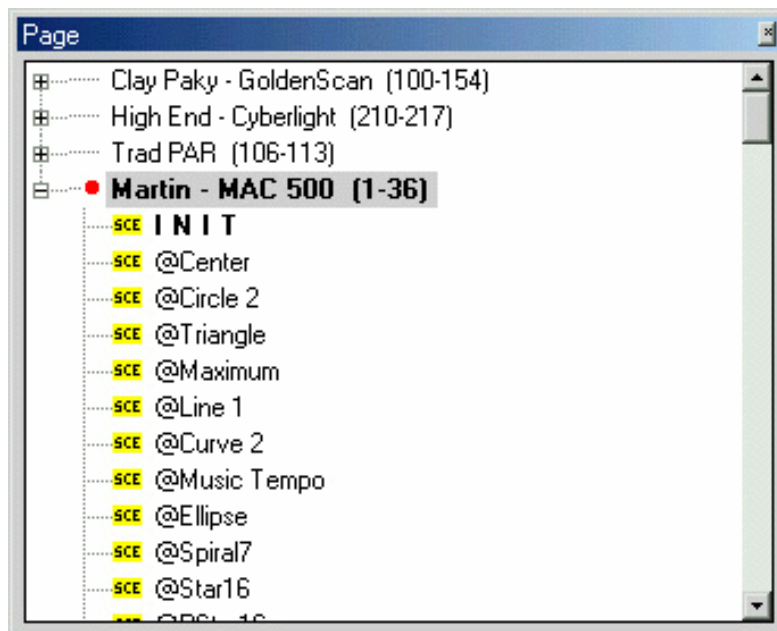 Page
Clay Paky - GoldenScan (100-154)
High End - Cyberlight (210-217)
Trad PAR (106-113)
Martin - MAC 500 (1-36)
SCE I N I T
SCE @Center
SCE @Circle 2
SCE @Triangle
SCE @Maximum
SCE @Line 1
SCE @Curve 2
SCE @Music Tempo
SCE @Ellipse
SCE @Spiral7
SCE @Star16